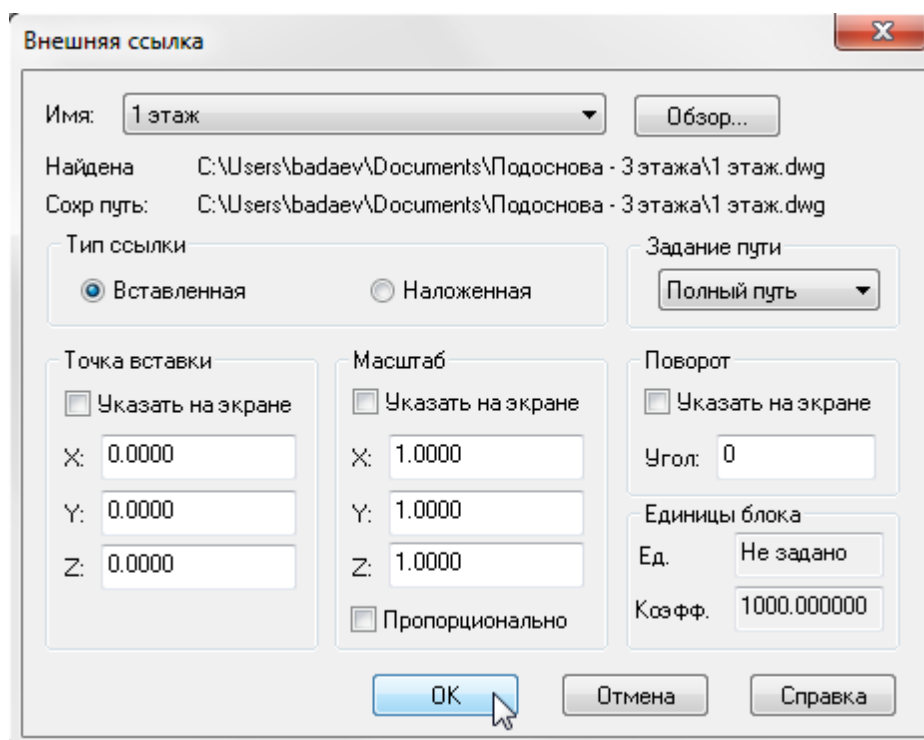 Внешняя ссылка
Имя: 1 этаж Обзор...
Найдена C:\Users\badaev\Documents\Подоснова - 3 этажа\1 этаж.dwg
Сохр путь: C:\Users\badaev\Documents\Подоснова - 3 этажа\1 этаж.dwg
Тип ссылки
Вставленная Наложенная
Задание пути
Полный путь
Точка вставки
Указать на экране
X: 0.0000
Y: 0.0000
Z: 0.0000
Масштаб
Указать на экране
X: 1.0000
Y: 1.0000
Z: 1.0000
Пропорционально
Поворот
Указать на экране
Угол: 0
Единицы блока
Ед. Не задано
Коэфф. 1000.000000
OK Отмена Справка